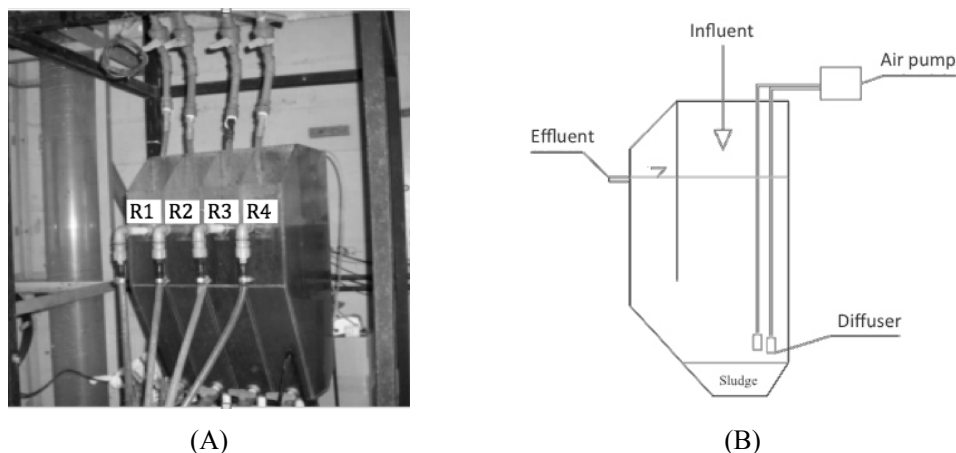 R1 R2 R3 R4
(A)
Influent
Air pump
Effluent
Diffuser
Sludge
(B)